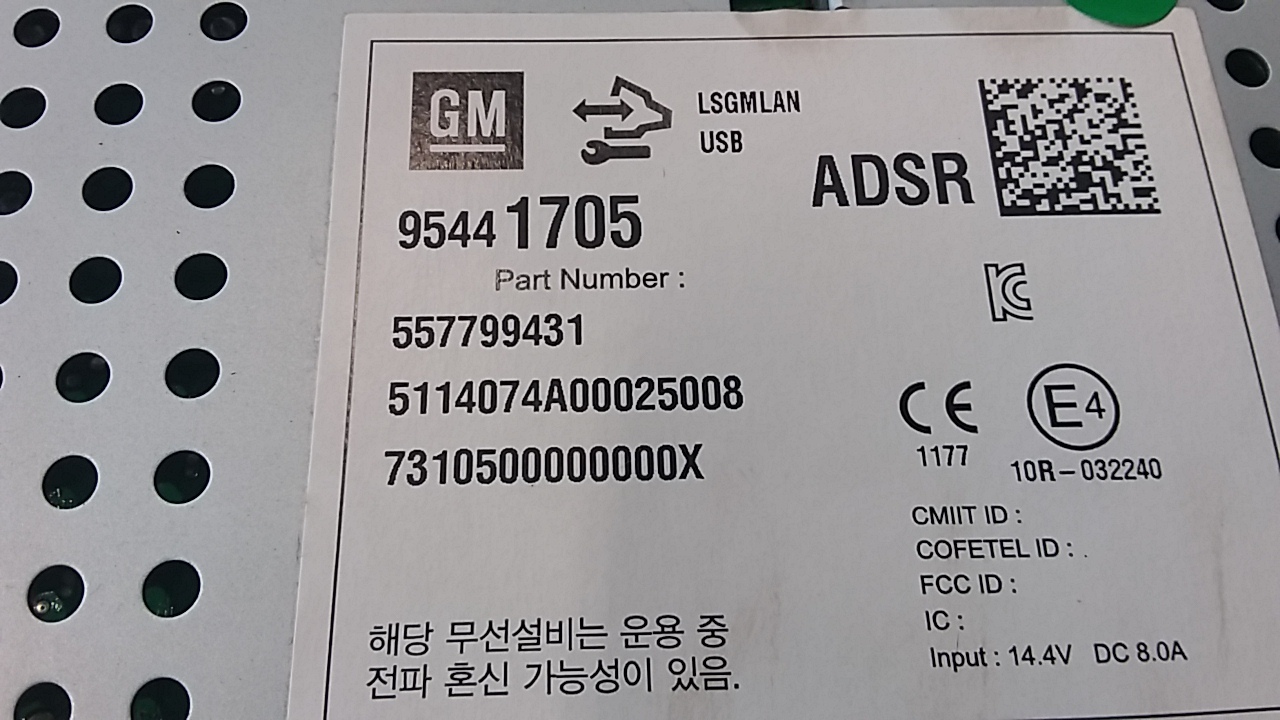 GM
LSGMLAN
USB
ADSR
95441705
Part Number :
557799431
5114074A00025008
7310500000000X
CE
1177
E4
10R-032240
CMIIT ID :
COFETEL ID : .
FCC ID :
IC :
Input : 14.4V DC 8.0A
해당 무선설비는 운용 중
전파 혼신 가능성이 있음.